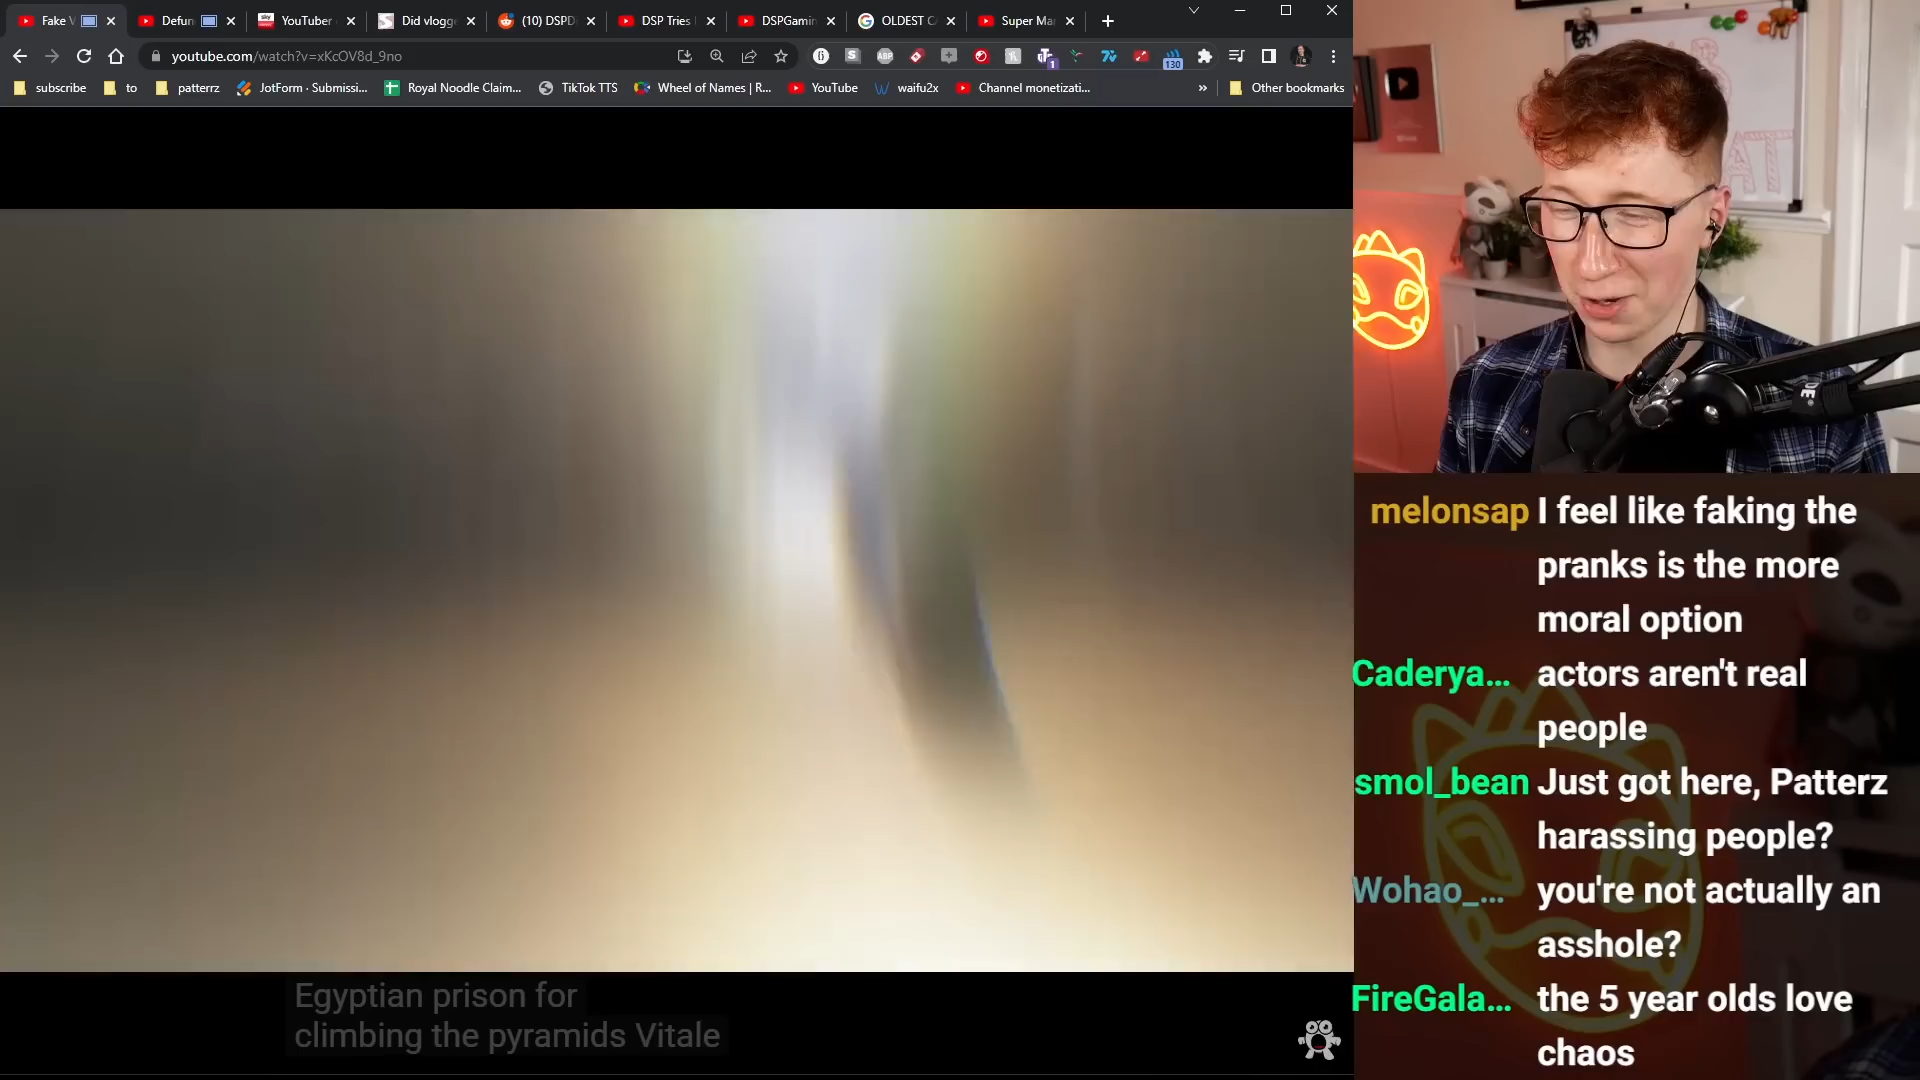 Fake V
Defun
YouTuber
Did vlogge
(10) DSPD
DSP Tries
DSPGamin
OLDEST C
Super Ma
youtube.com/watch?v=xKcOV8d_9no
ABP
1
130
subscribe
to
patterrz
JotForm · Submissi...
Royal Noodle Claim...
TikTok TTS
Wheel of Names | R...
YouTube
waifu2x
Channel monetizati...
»
Other bookmarks
Egyptian prison for
climbing the pyramids Vitale
melonsap I feel like faking the
pranks is the more
moral option
Caderya... actors aren't real
people
smol_bean Just got here, Patterz
harassing people?
Wohao_... you're not actually an
asshole?
FireGala... the 5 year olds love
chaos